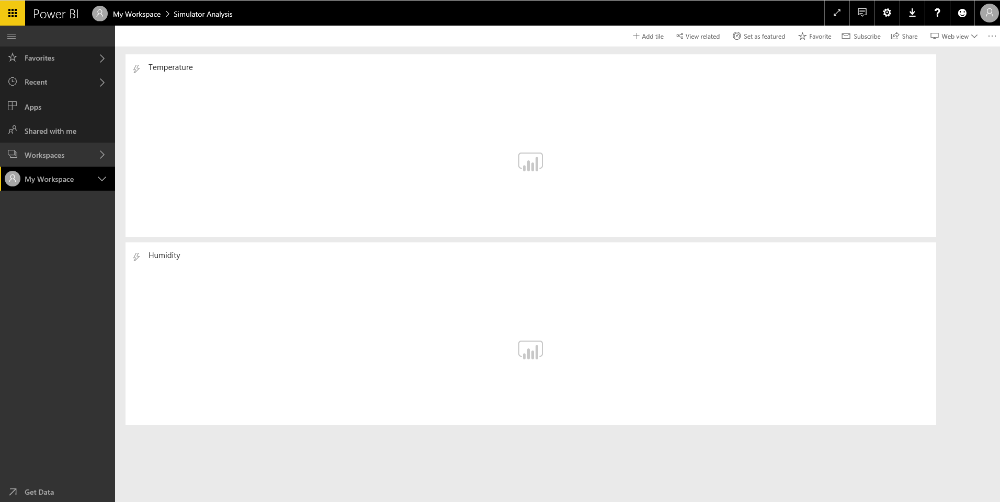 Power BI
My Workspace > Simulator Analysis
Add tile
View related
Set as featured
Favorite
Subscribe
Share
Web view
Favorites
Recent
Apps
Shared with me
Workspaces
My Workspace
Get Data
Temperature
Humidity